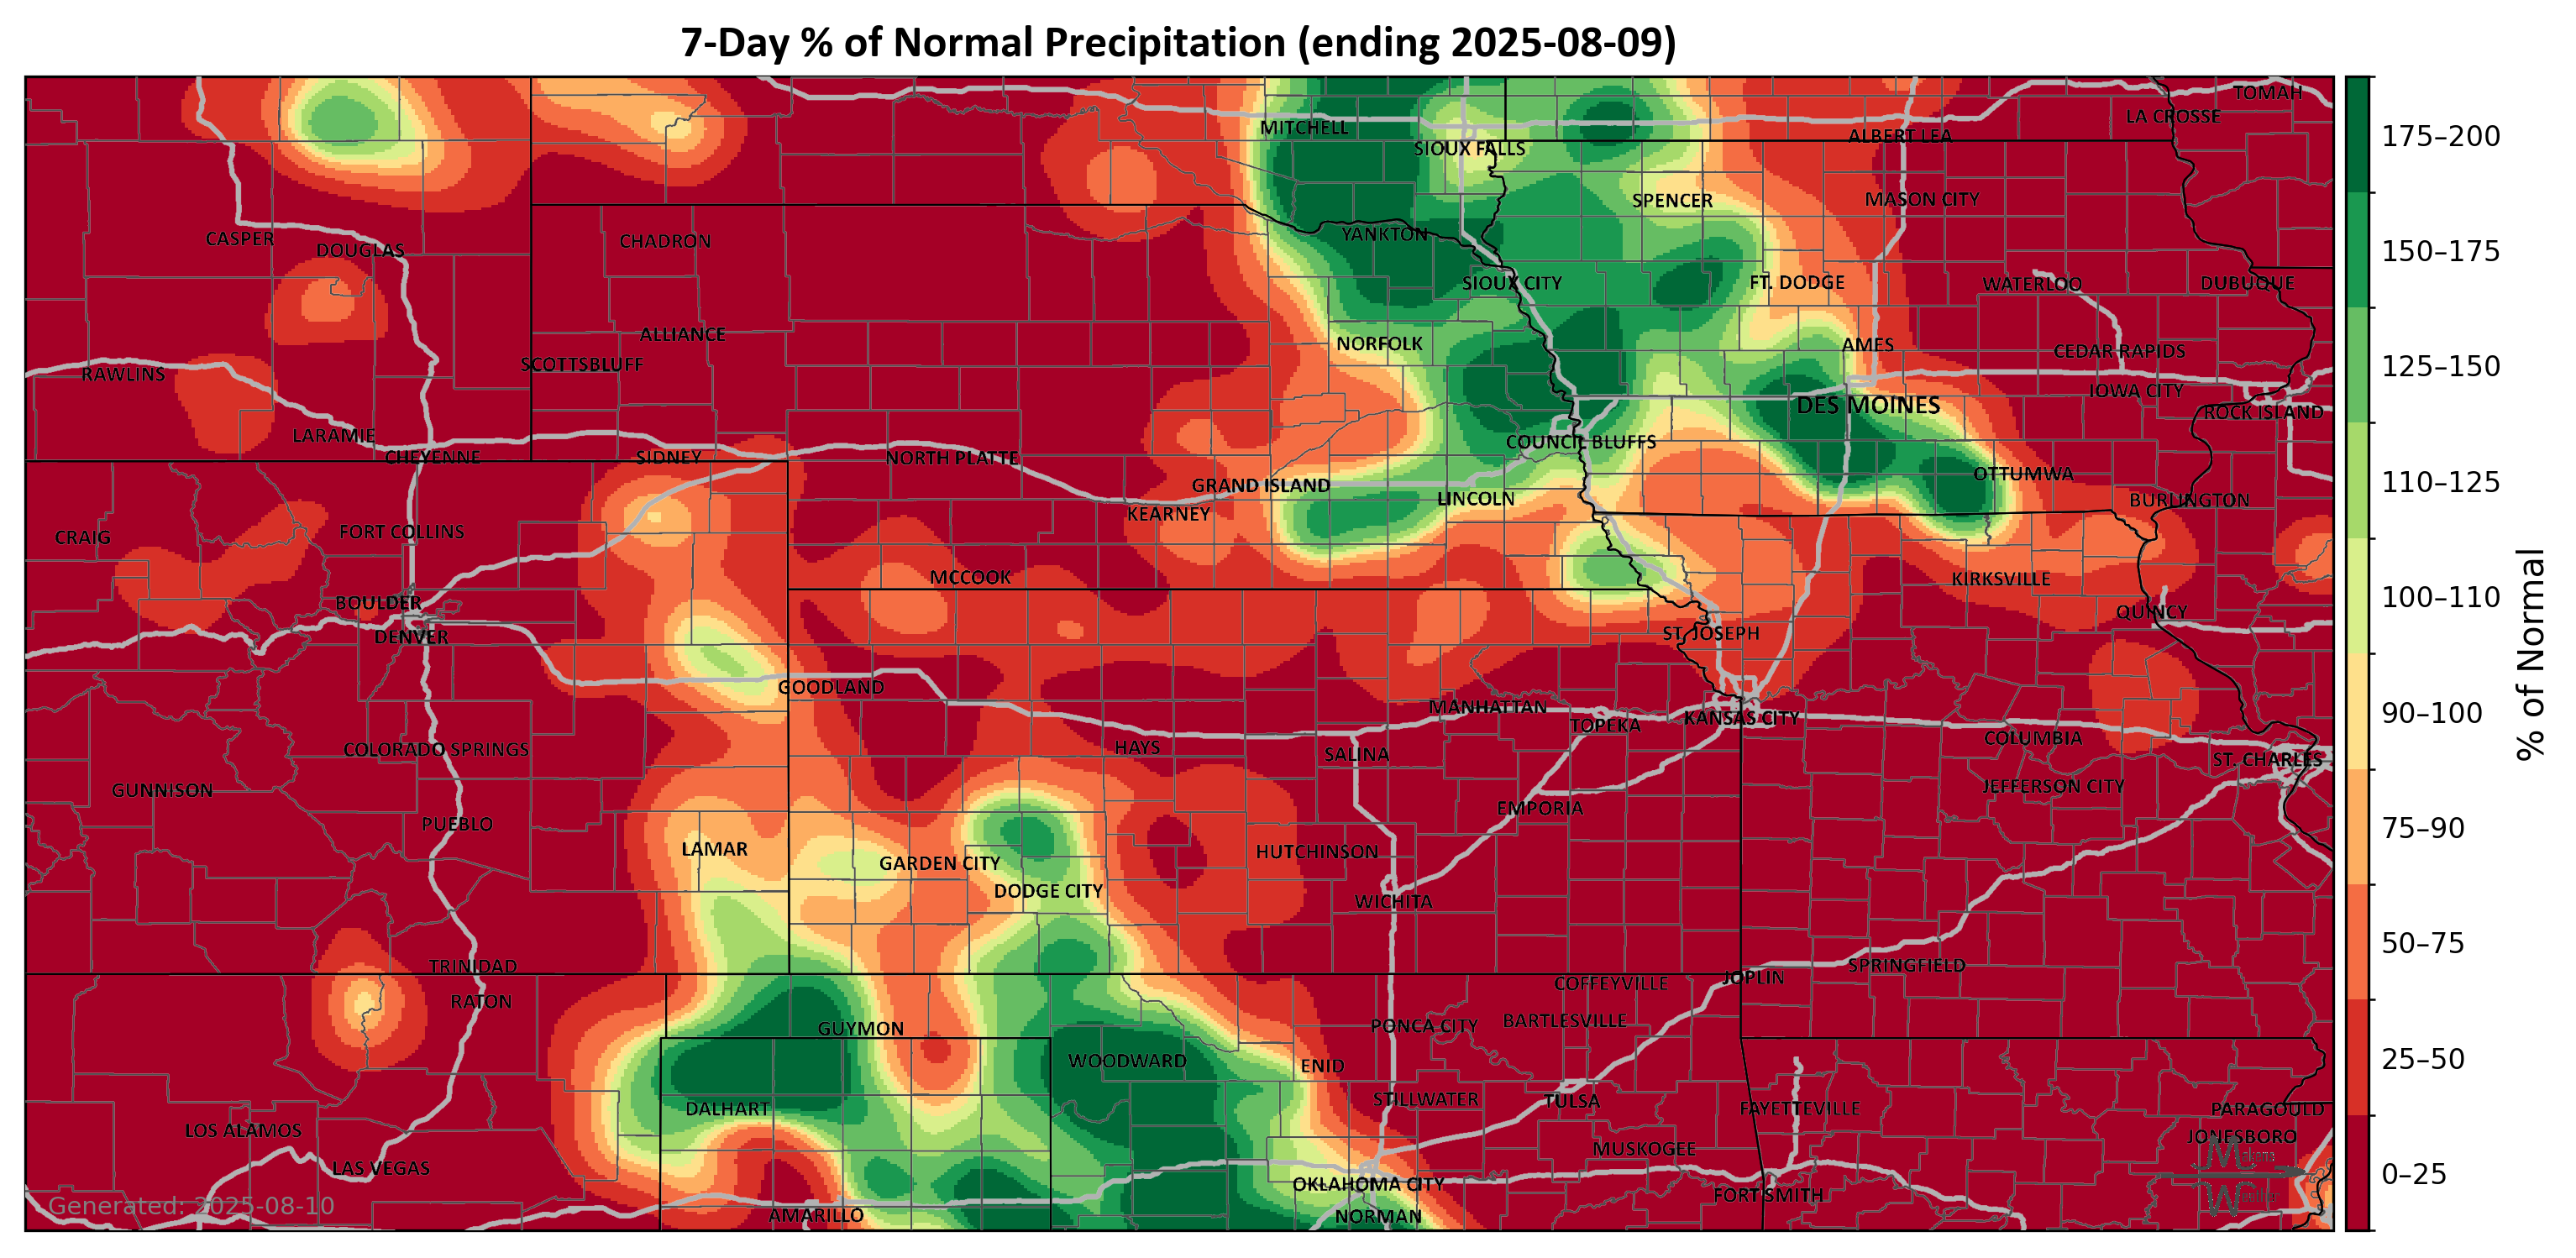 7-Day % of Normal Precipitation (ending 2025-08-09)
TOMAH
LA CROSSE
MITCHELL
ALBERT LEA
SIOUX FALLS
SPENCER
MASON CITY
YANKTON
CASPER
CHADRON
DOUGLAS
SIOUX CITY
FT. DODGE
WATERLOO
DUBUQUE
ALLIANCE
NORFOLK
AMES
CEDAR RAPIDS
SCOTTSBLUFF
RAWLINS
IOWA CITY
DES MOINES
ROCK ISLAND
LARAMIE
COUNCIL BLUFFS
CHEYENNE
SIDNEY
NORTH PLATTE
OTTUMWA
GRAND ISLAND
LINCOLN
BURLINGTON
KEARNEY
FORT COLLINS
CRAIG
MCCOOK
KIRKSVILLE
BOULDER
QUINCY
DENVER
ST. JOSEPH
GOODLAND
MANHATTAN
KANSAS CITY
TOPEKA
COLUMBIA
COLORADO SPRINGS
HAYS
SALINA
ST. CHARLES
GUNNISON
JEFFERSON CITY
EMPORIA
PUEBLO
LAMAR
HUTCHINSON
GARDEN CITY
DODGE CITY
WICHITA
TRINIDAD
SPRINGFIELD
JOPLIN
COFFEYVILLE
RATON
GUYMON
PONCA CITY
BARTLESVILLE
WOODWARD
ENID
STILLWATER
TULSA
DALHART
FAYETTEVILLE
PARAGOULD
LOS ALAMOS
JONESBORO
MUSKOGEE
LAS VEGAS
OKLAHOMA CITY
FORT SMITH
AMARILLO
NORMAN
Generated: 2025-08-10
Makens
Weather
175–200
150–175
125–150
110–125
100–110
90–100
75–90
50–75
25–50
0–25
% of Normal